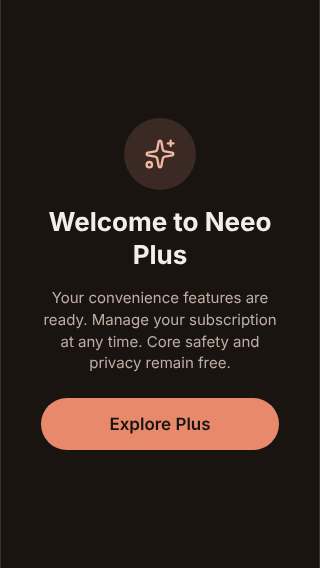 Welcome to Neeo
Plus
Your convenience features are
ready. Manage your subscription
at any time. Core safety and
privacy remain free.
Explore Plus